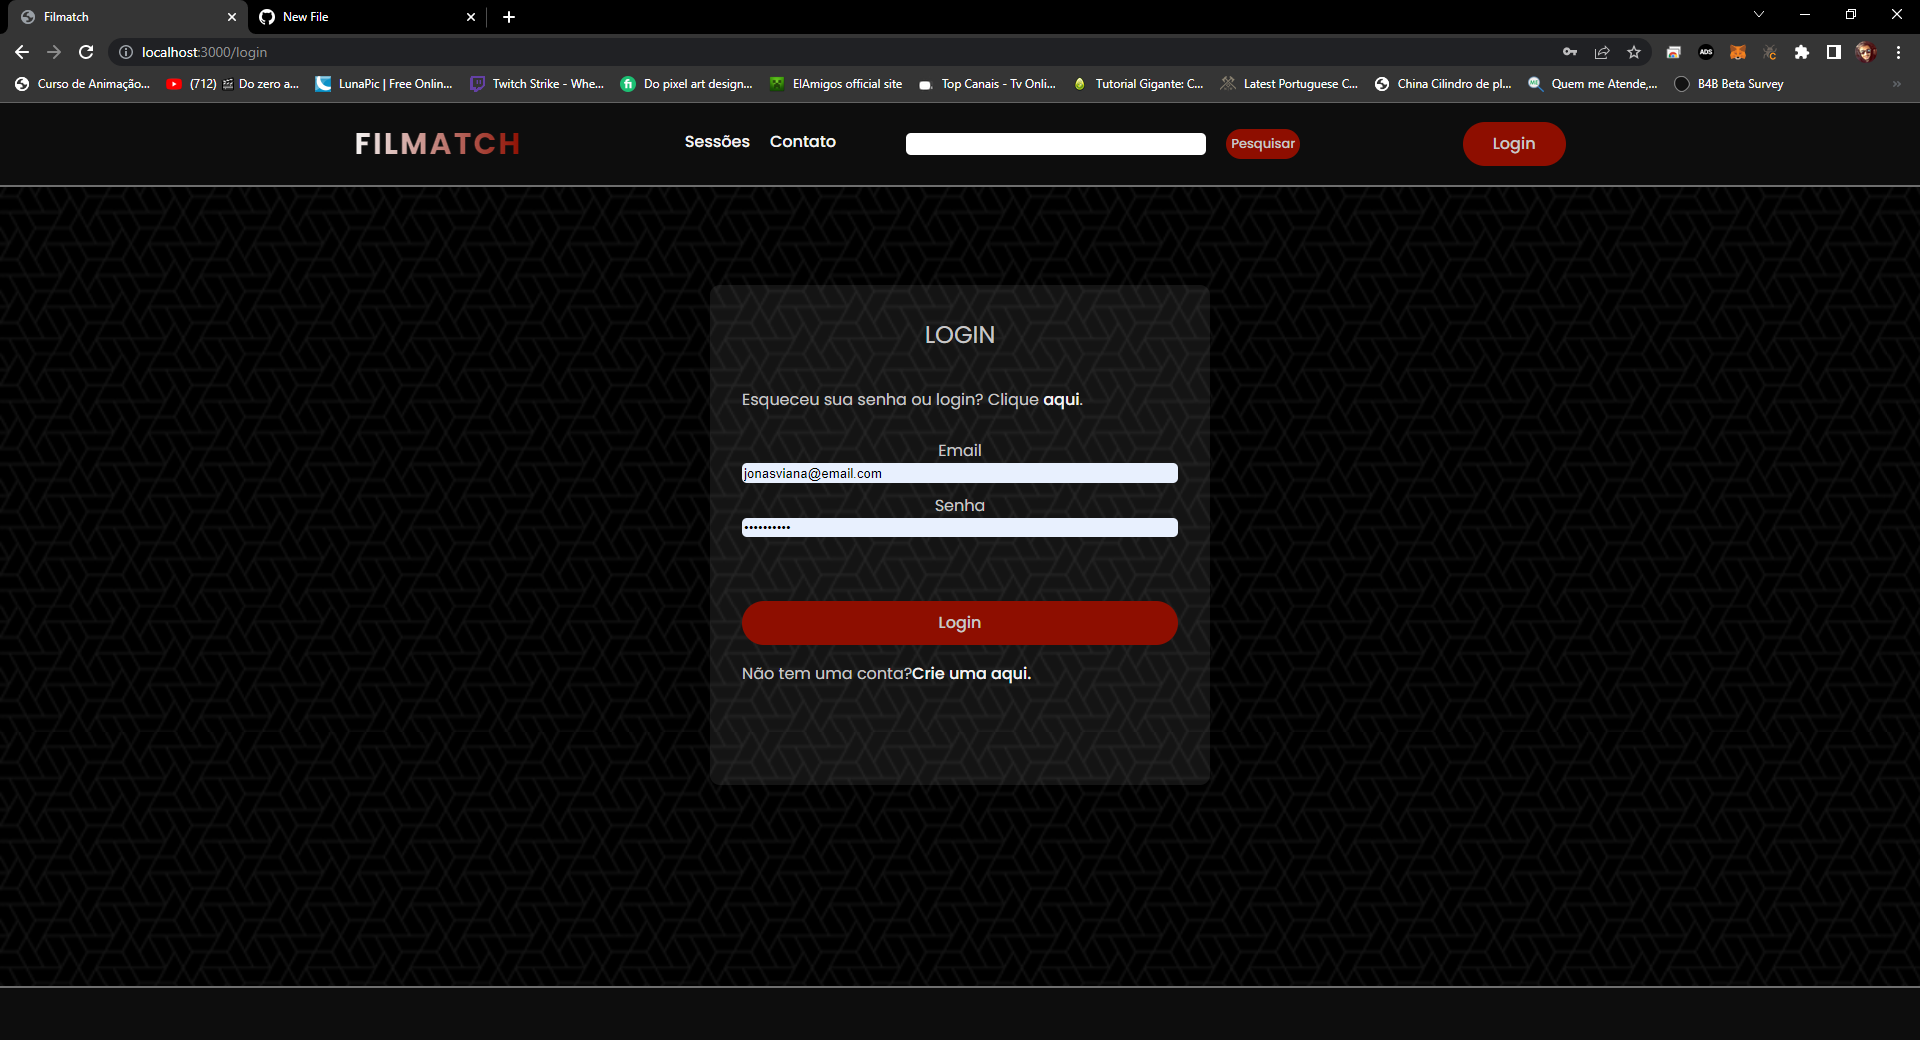 Filmatch
New File
localhost:3000/login
Curso de Animação...
(712) Do zero a...
LunaPic | Free Onlin...
Twitch Strike - Whe...
Do pixel art design...
ElAmigos official site
Top Canais - Tv Onli...
Tutorial Gigante: C...
Latest Portuguese C...
China Cilindro de pl...
Quem me Atende,...
B4B Beta Survey
FILMATCH
Sessões
Contato
Pesquisar
Login
LOGIN
Esqueceu sua senha ou login? Clique aqui.
Email
jonasviana@email.com
Senha
••••••••••
Login
Não tem uma conta?Crie uma aqui.